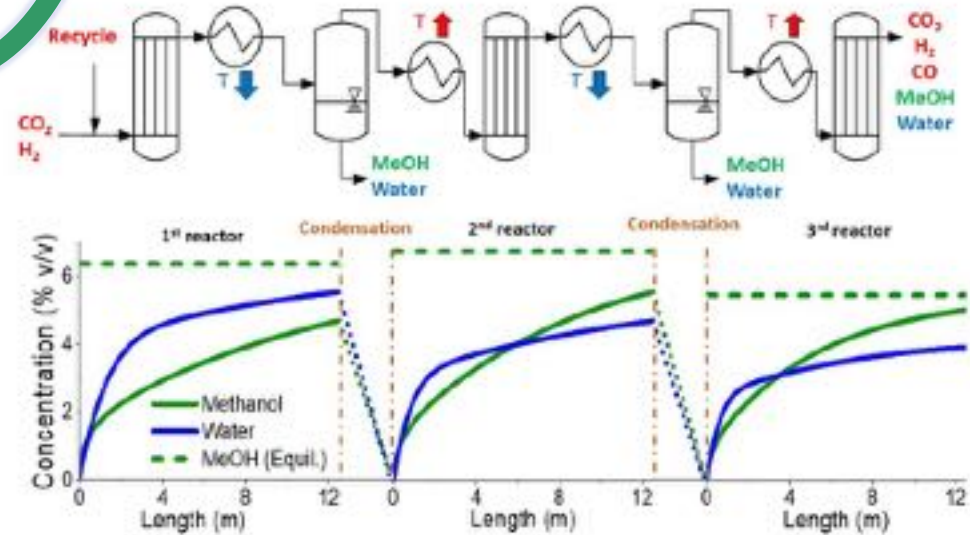 Recycle
CO₂
H₂
T
MeOH
Water
T
T
MeOH
Water
T
CO₂
H₂
CO
MeOH
Water
1st reactor
Condensation
2nd reactor
Condensation
3rd reactor
Concentration (% v/v)
6
4
2
0
Methanol
Water
MeOH (Equil.)
0 4 8 12 0 4 8 12 0 4 8 12
Length (m) Length (m) Length (m)